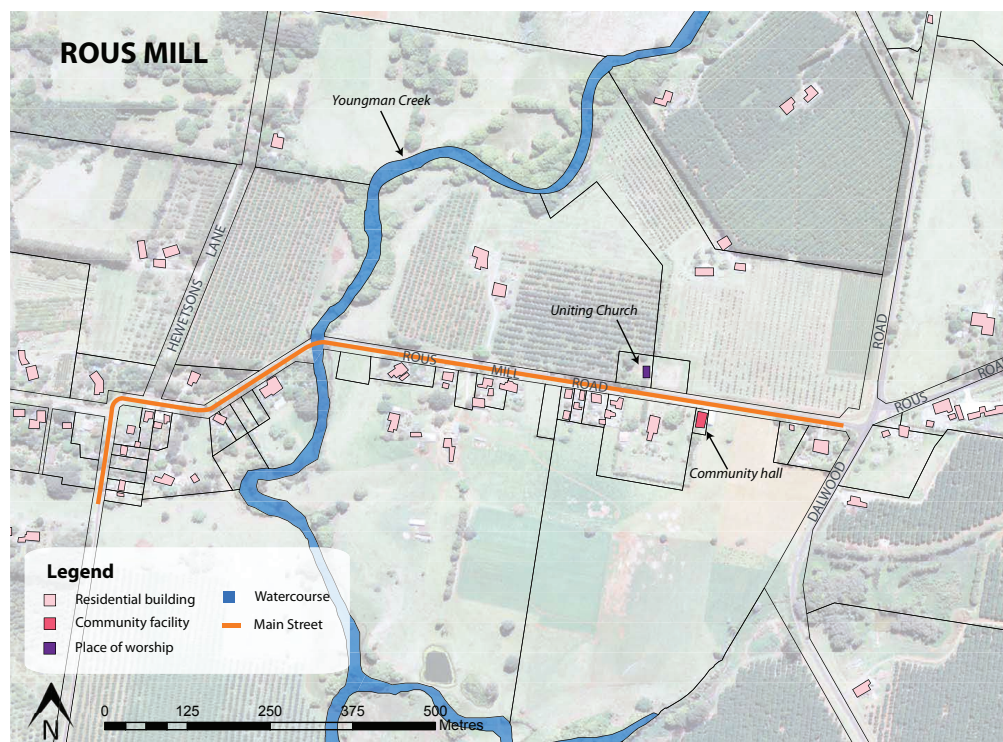 ROUS MILL
Youngman Creek
HEWETSONS LANE
Uniting Church
ROUS MILL ROAD
ROAD
ROUS ROAD
Community hall
DALWOOD
Legend
Residential building
Community facility
Place of worship
Watercourse
Main Street
N
0 125 250 375 500
Metres